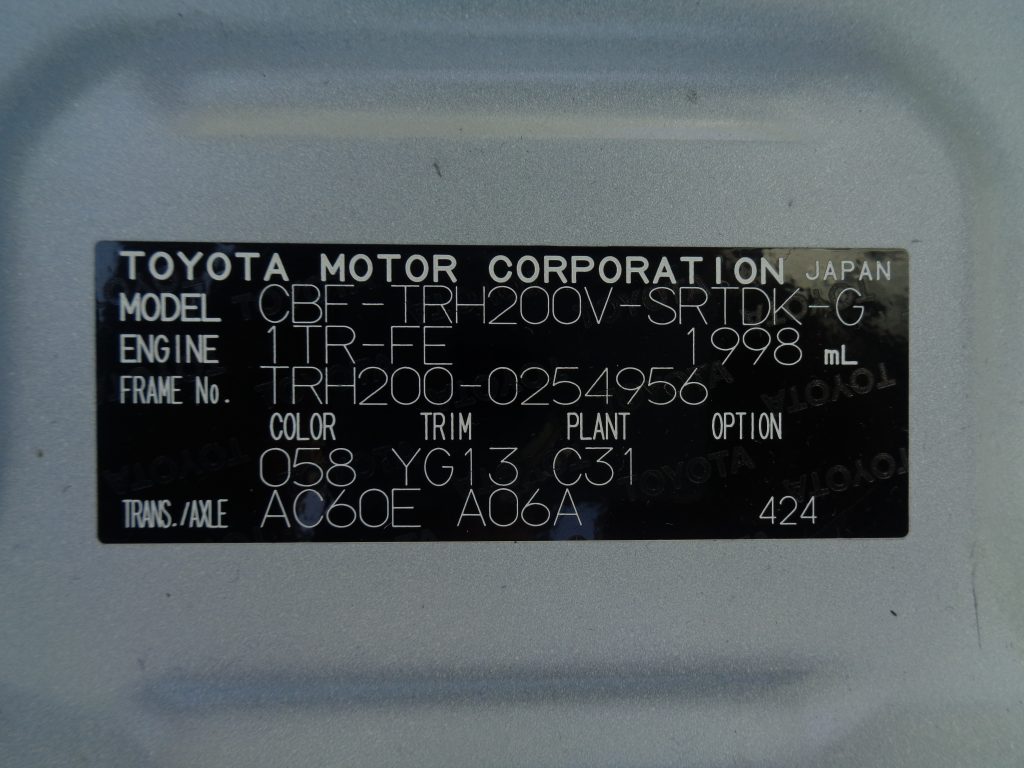 TOYOTA MOTOR CORPORATION JAPAN
MODEL CBF-TRH200V-SRTDK-G
ENGINE 1TR-FE 1998 mL
FRAME No. TRH200-0254956
COLOR TRIM PLANT OPTION
058 YG13 C31
TRANS./AXLE AC60E A06A 424